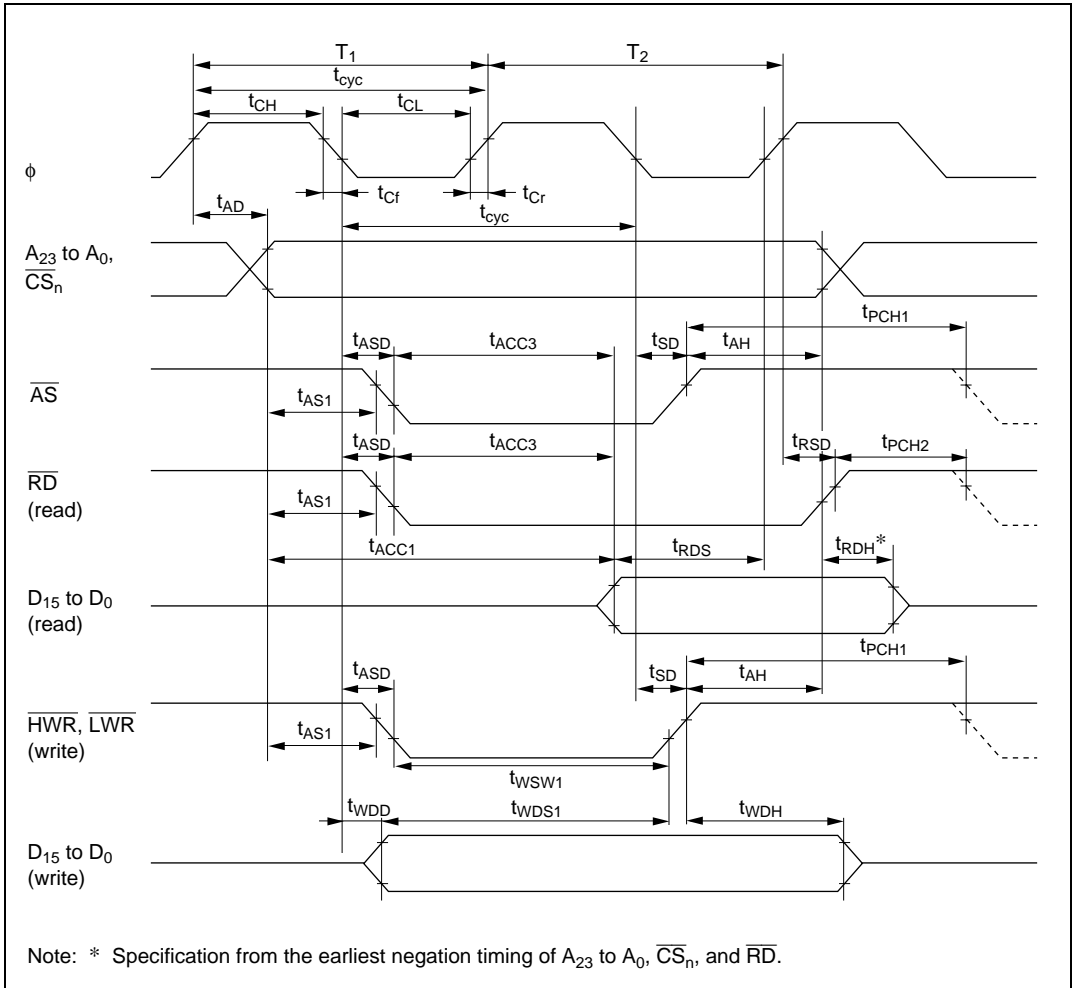 T1 T2
tcyc
tCH tCL
φ
tCf tCr
tAD tcyc
A23 to A0,
CSn
tPCH1
tASD tACC3 tSD tAH
AS
tAS1
tASD tACC3
tRSD tPCH2
RD
(read)
tAS1
tACC1 tRDS tRDH*
D15 to D0
(read)
tPCH1
tASD tSD tAH
HWR, LWR
(write)
tAS1
tWSW1
tWDD tWDS1 tWDH
D15 to D0
(write)
Note: * Specification from the earliest negation timing of A23 to A0, CSn, and RD.